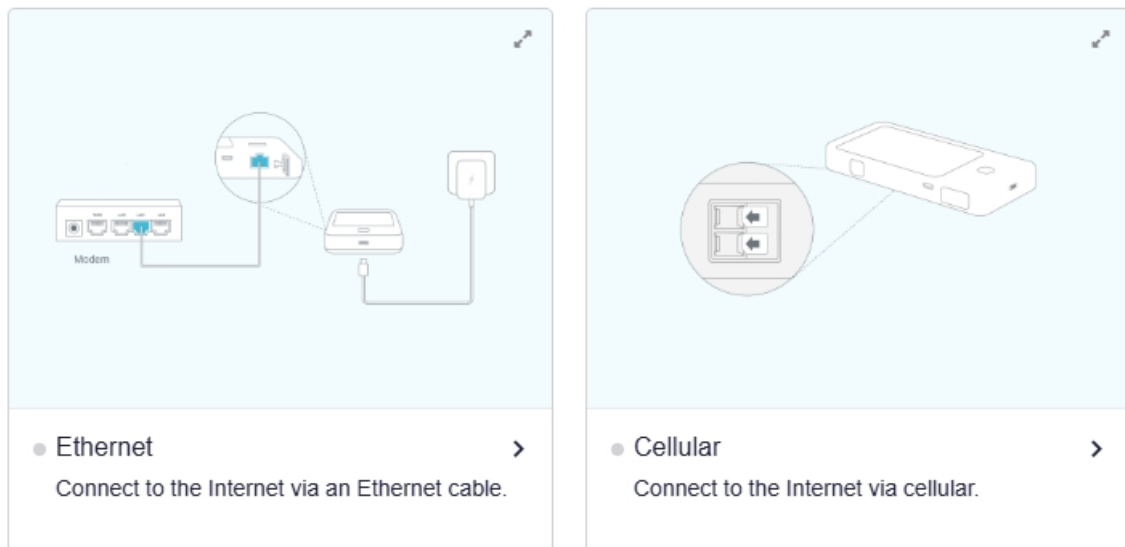 Modem
Ethernet
Connect to the Internet via an Ethernet cable.
Cellular
Connect to the Internet via cellular.